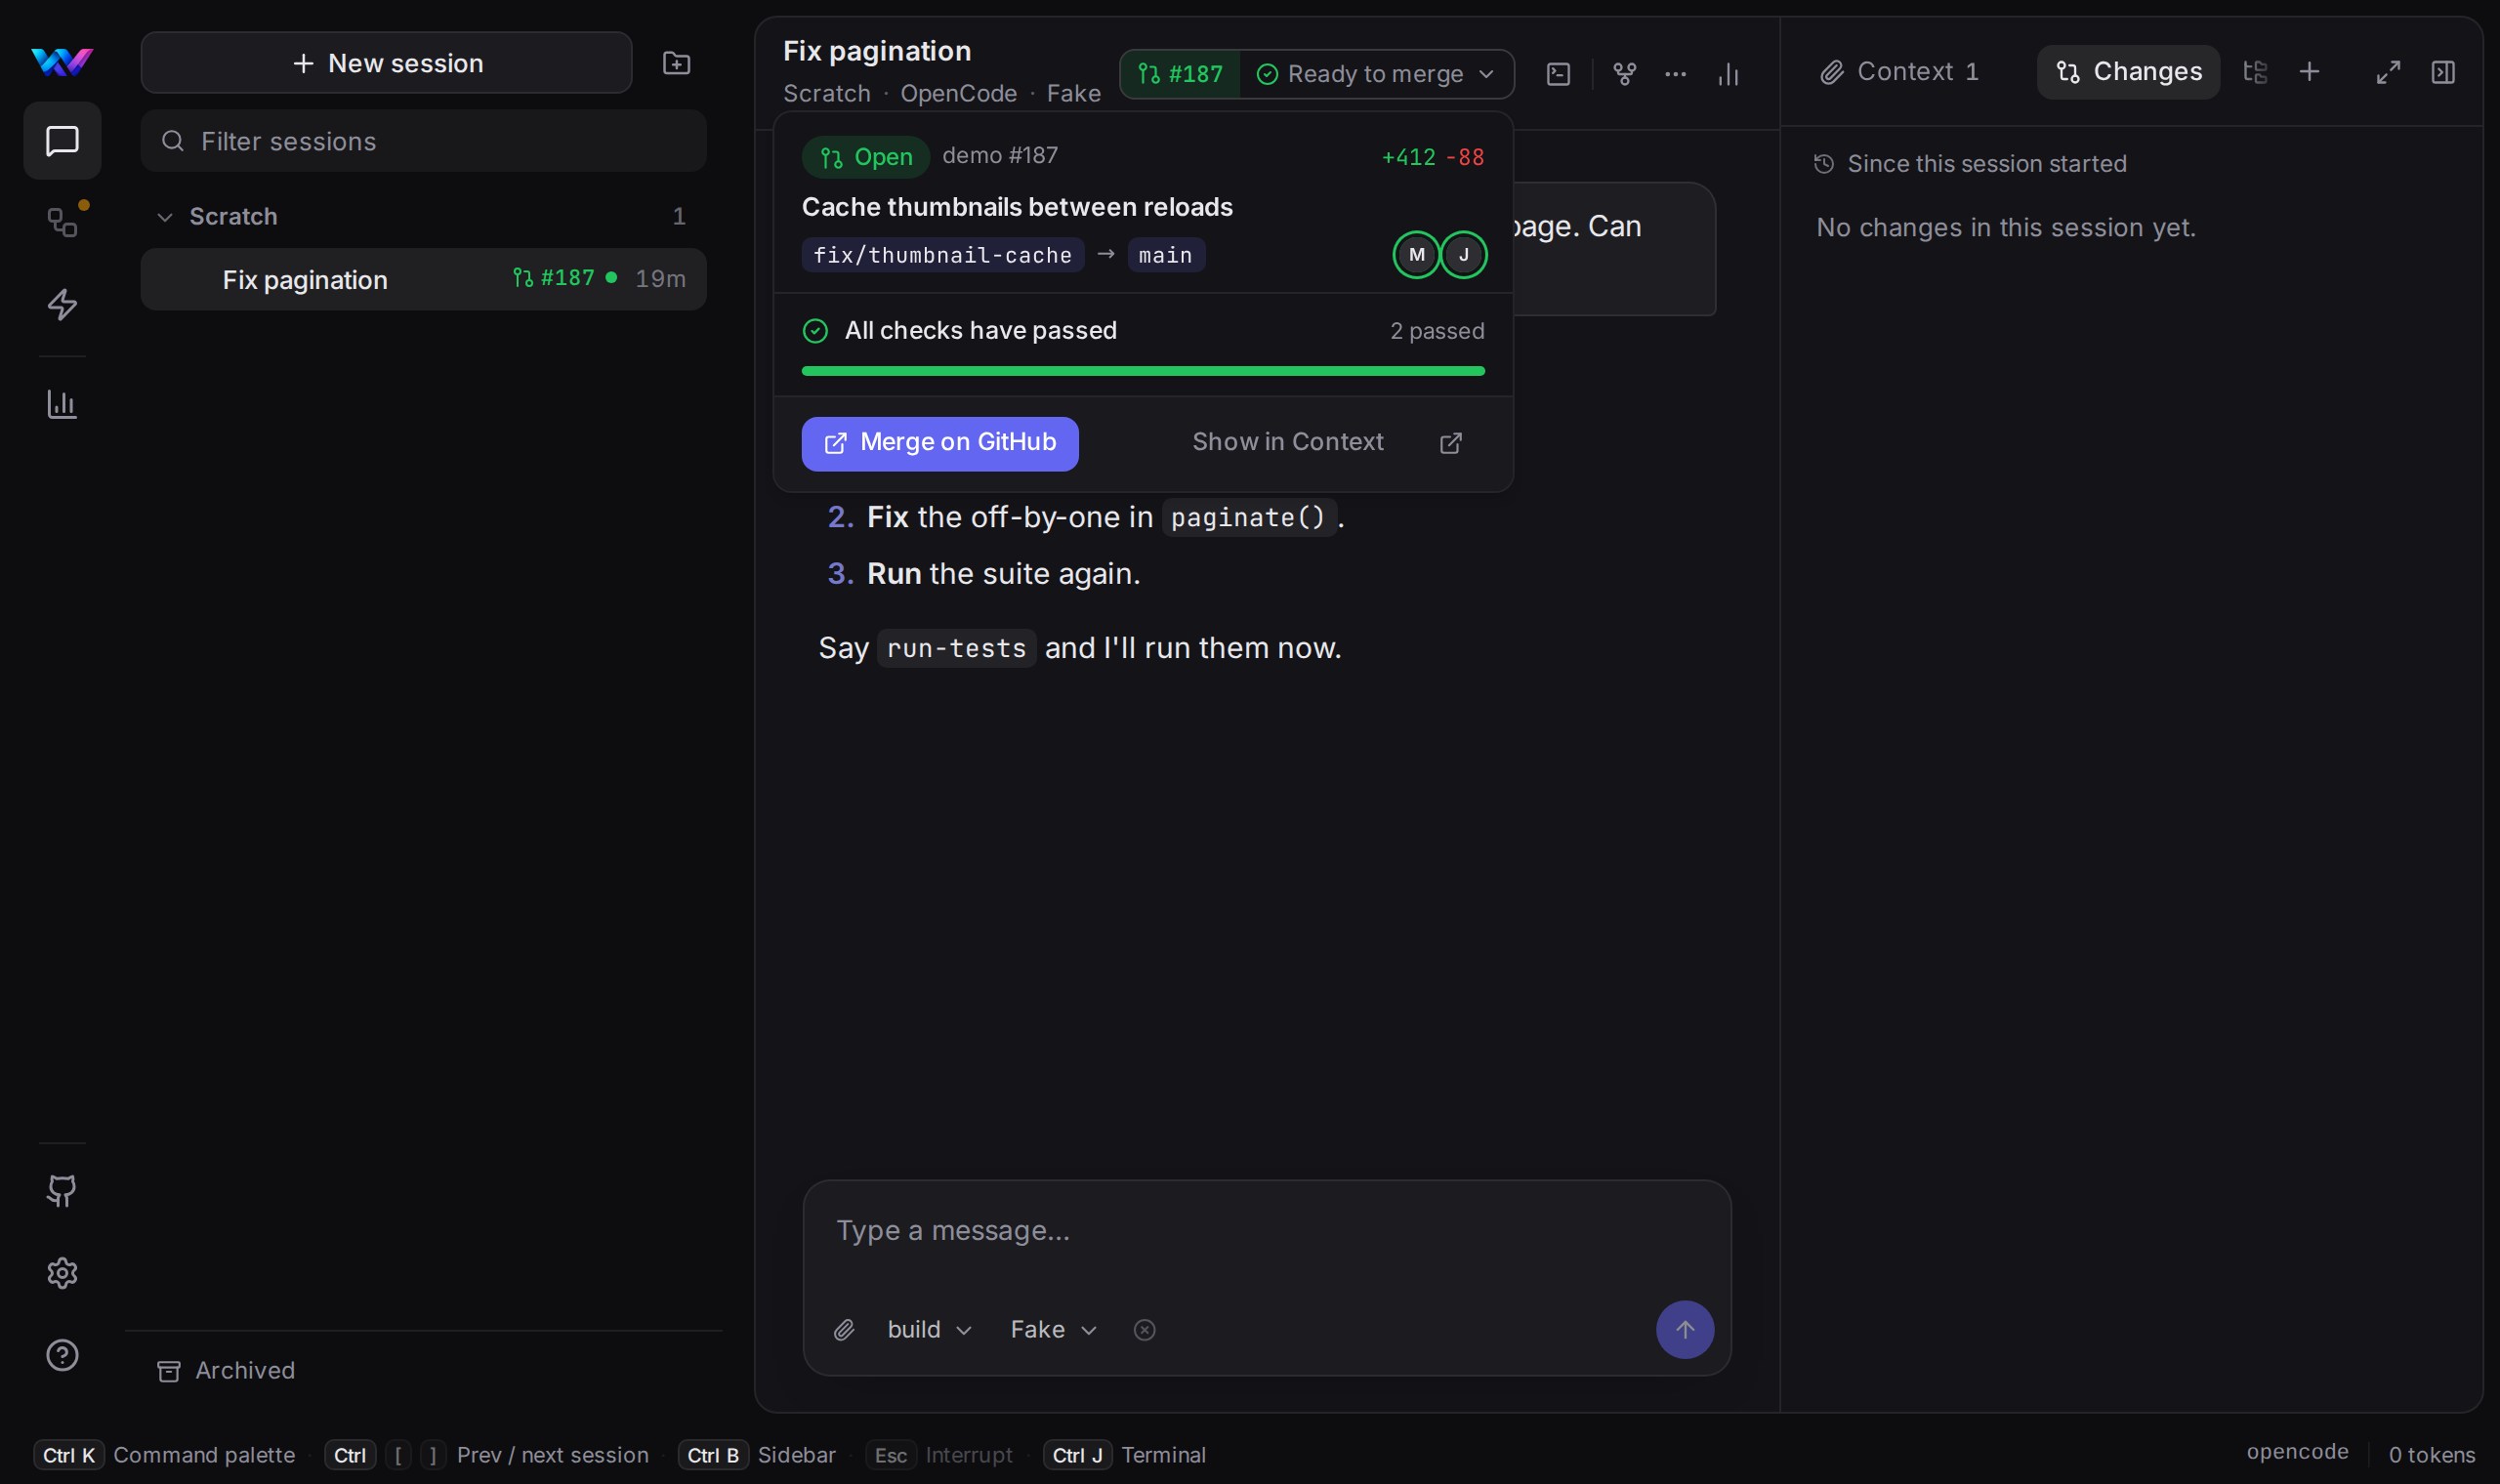 New session
Filter sessions
Scratch 1
Fix pagination #187 19m
Archived
Fix pagination
Scratch · OpenCode · Fake
#187 Ready to merge
Open demo #187 +412 -88
Cache thumbnails between reloads
fix/thumbnail-cache → main M J
All checks have passed 2 passed
Merge on GitHub Show in Context
page. Can
2. Fix the off-by-one in paginate().
3. Run the suite again.
Say run-tests and I'll run them now.
Type a message...
build Fake
Context 1 Changes
Since this session started
No changes in this session yet.
Ctrl K Command palette · Ctrl [ ] Prev / next session · Ctrl B Sidebar · Esc Interrupt · Ctrl J Terminal
opencode 0 tokens